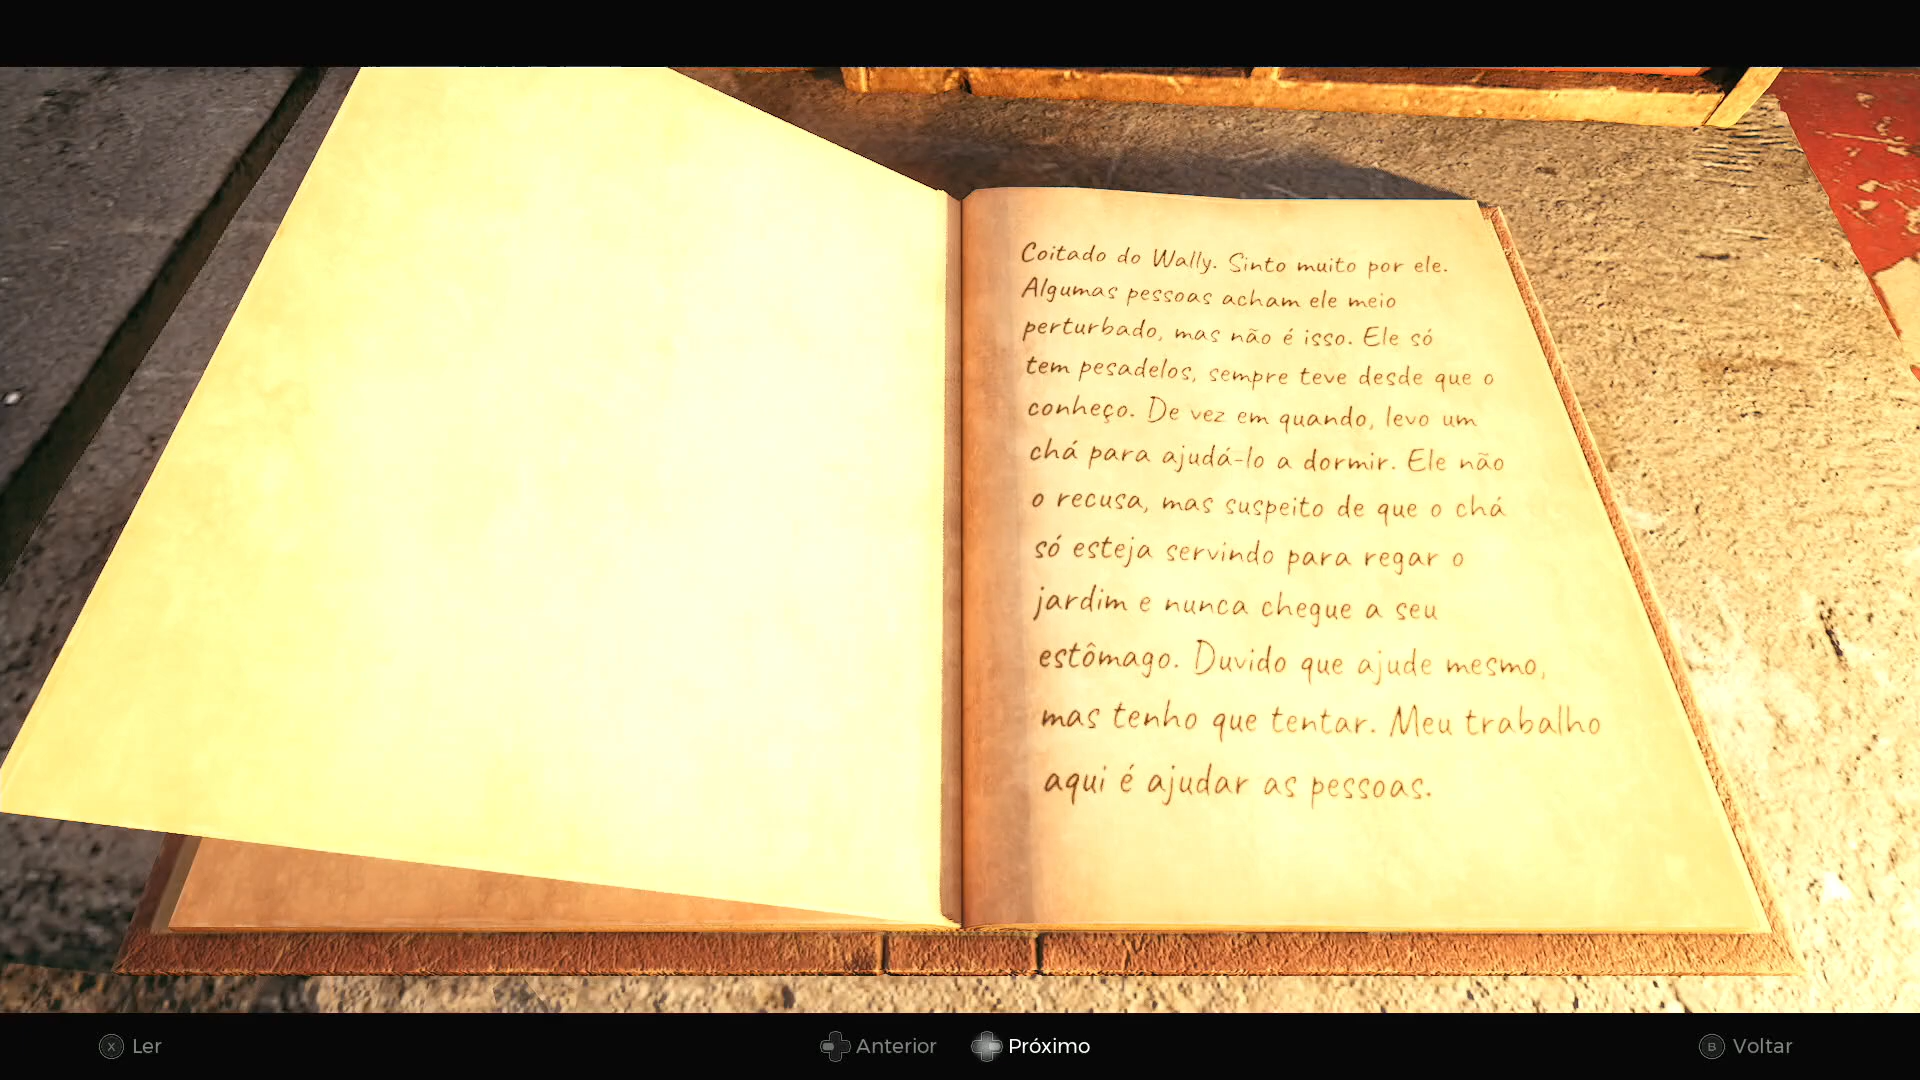 Coitado do Wally. Sinto muito por ele.
Algumas pessoas acham ele meio
perturbado, mas não é isso. Ele só
tem pesadelos, sempre teve desde que o
conheço. De vez em quando, levo um
chá para ajudá-lo a dormir. Ele não
o recusa, mas suspeito de que o chá
só esteja servindo para regar o
jardim e nunca chegue a seu
estômago. Duvido que ajude mesmo,
mas tenho que tentar. Meu trabalho
aqui é ajudar as pessoas.
X Ler
Anterior
Próximo
B Voltar